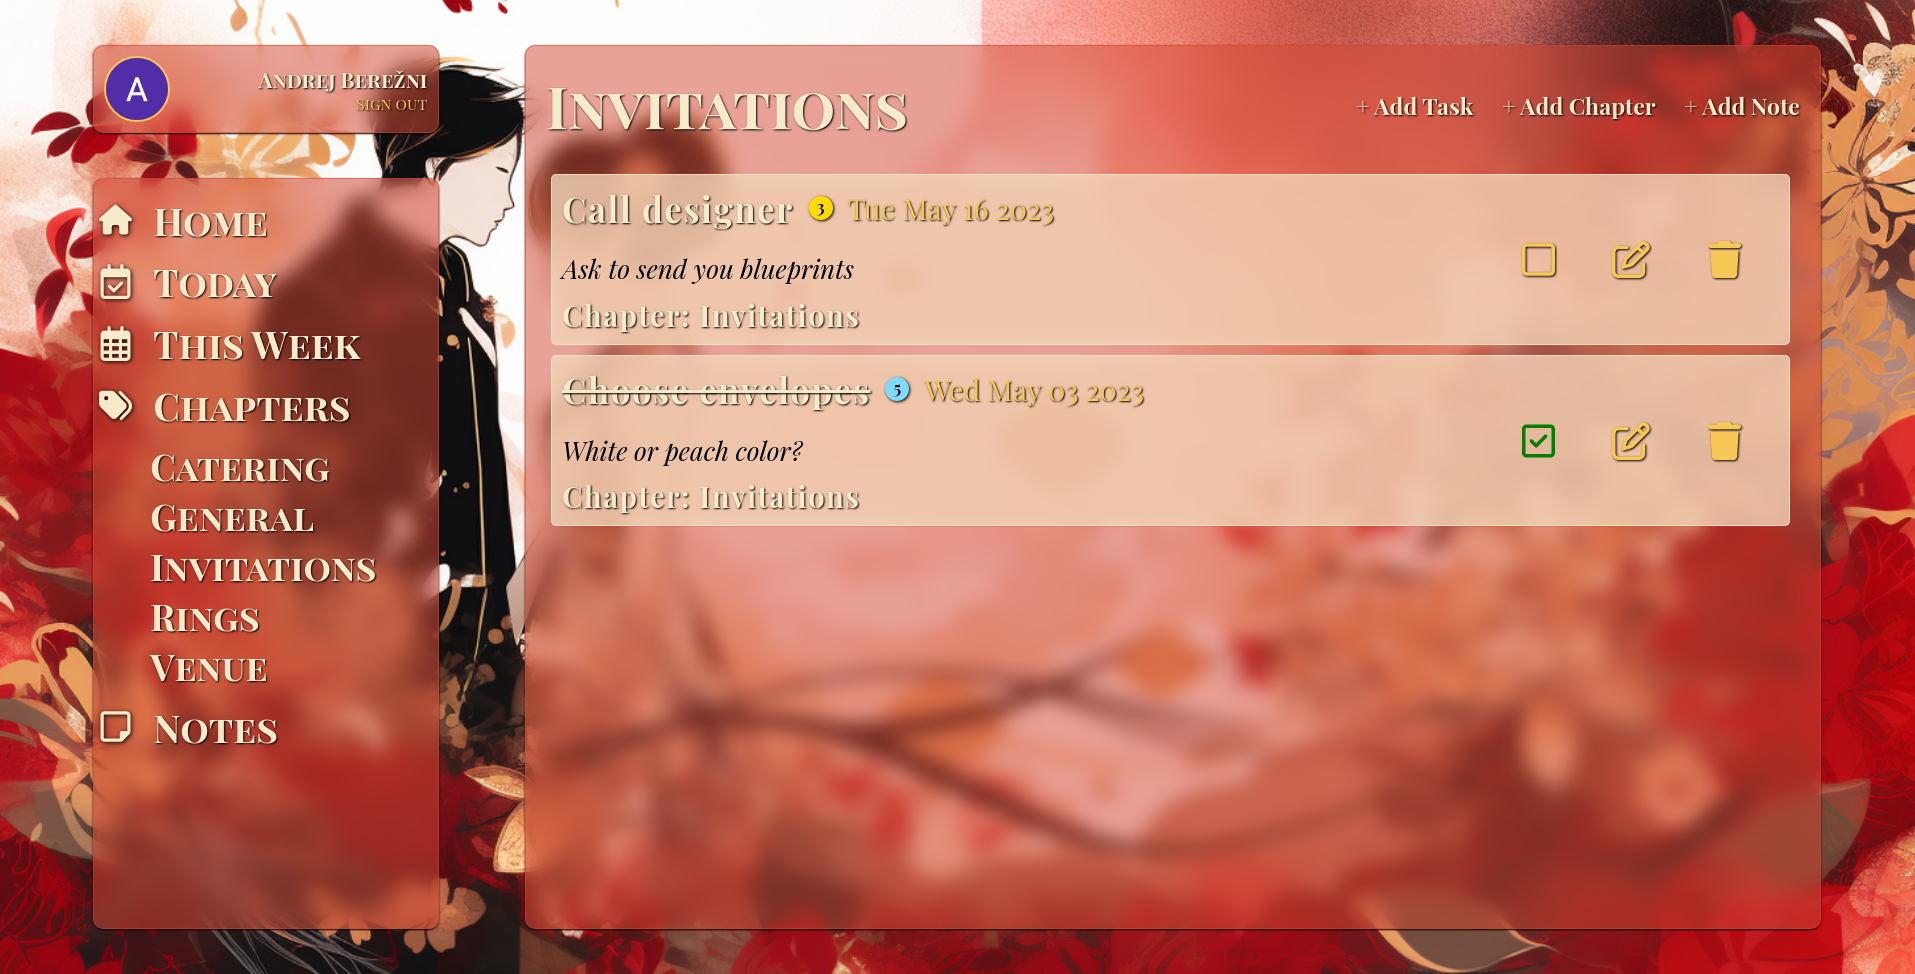 A
Andrej Berežni
sign out
Home
Today
This Week
Chapters
Catering
General
Invitations
Rings
Venue
Notes
Invitations
+ Add Task
+ Add Chapter
+ Add Note
Call designer 3 Tue May 16 2023
Ask to send you blueprints
Chapter: Invitations
Choose envelopes 5 Wed May 03 2023
White or peach color?
Chapter: Invitations